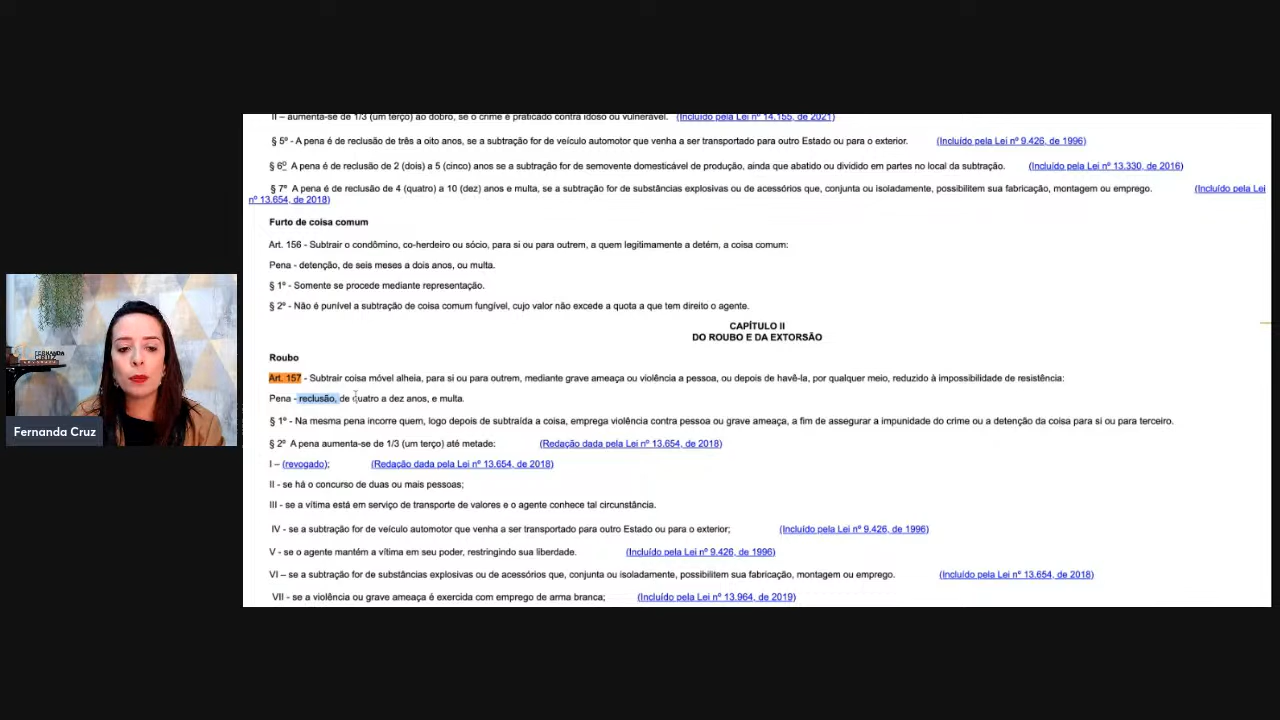 II – aumenta-se de 1/3 (um terço) ao dobro, se o crime é praticado contra idoso ou vulnerável. (Incluído pela Lei nº 14.155, de 2021)
§ 5º - A pena é de reclusão de três a oito anos, se a subtração for de veículo automotor que venha a ser transportado para outro Estado ou para o exterior. (Incluído pela Lei nº 9.426, de 1996)
§ 6º A pena é de reclusão de 2 (dois) a 5 (cinco) anos se a subtração for de semovente domesticável de produção, ainda que abatido ou dividido em partes no local da subtração. (Incluído pela Lei nº 13.330, de 2016)
§ 7º A pena é de reclusão de 4 (quatro) a 10 (dez) anos e multa, se a subtração for de substâncias explosivas ou de acessórios que, conjunta ou isoladamente, possibilitem sua fabricação, montagem ou emprego. (Incluído pela Lei
nº 13.654, de 2018)
Furto de coisa comum
Art. 156 - Subtrair o condômino, co-herdeiro ou sócio, para si ou para outrem, a quem legitimamente a detém, a coisa comum:
Pena - detenção, de seis meses a dois anos, ou multa.
§ 1º - Somente se procede mediante representação.
§ 2º - Não é punível a subtração de coisa comum fungível, cujo valor não excede a quota a que tem direito o agente.
CAPÍTULO II
DO ROUBO E DA EXTORSÃO
Roubo
Art. 157 - Subtrair coisa móvel alheia, para si ou para outrem, mediante grave ameaça ou violência a pessoa, ou depois de havê-la, por qualquer meio, reduzido à impossibilidade de resistência:
Pena - reclusão, de quatro a dez anos, e multa.
§ 1º - Na mesma pena incorre quem, logo depois de subtraída a coisa, emprega violência contra pessoa ou grave ameaça, a fim de assegurar a impunidade do crime ou a detenção da coisa para si ou para terceiro.
§ 2º A pena aumenta-se de 1/3 (um terço) até metade: (Redação dada pela Lei nº 13.654, de 2018)
I – (revogado); (Redação dada pela Lei nº 13.654, de 2018)
II - se há o concurso de duas ou mais pessoas;
III - se a vítima está em serviço de transporte de valores e o agente conhece tal circunstância.
IV - se a subtração for de veículo automotor que venha a ser transportado para outro Estado ou para o exterior; (Incluído pela Lei nº 9.426, de 1996)
V - se o agente mantém a vítima em seu poder, restringindo sua liberdade. (Incluído pela Lei nº 9.426, de 1996)
VI – se a subtração for de substâncias explosivas ou de acessórios que, conjunta ou isoladamente, possibilitem sua fabricação, montagem ou emprego. (Incluído pela Lei nº 13.654, de 2018)
VII - se a violência ou grave ameaça é exercida com emprego de arma branca; (Incluído pela Lei nº 13.964, de 2019)
FERNANDA
CRUZ
Fernanda Cruz